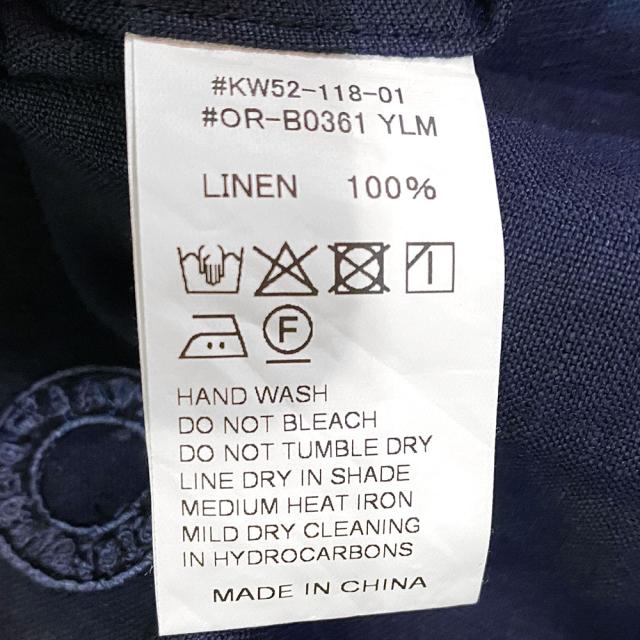 #KW52-118-01
#OR-B0361 YLM
LINEN 100%
F
HAND WASH
DO NOT BLEACH
DO NOT TUMBLE DRY
LINE DRY IN SHADE
MEDIUM HEAT IRON
MILD DRY CLEANING
IN HYDROCARBONS
MADE IN CHINA